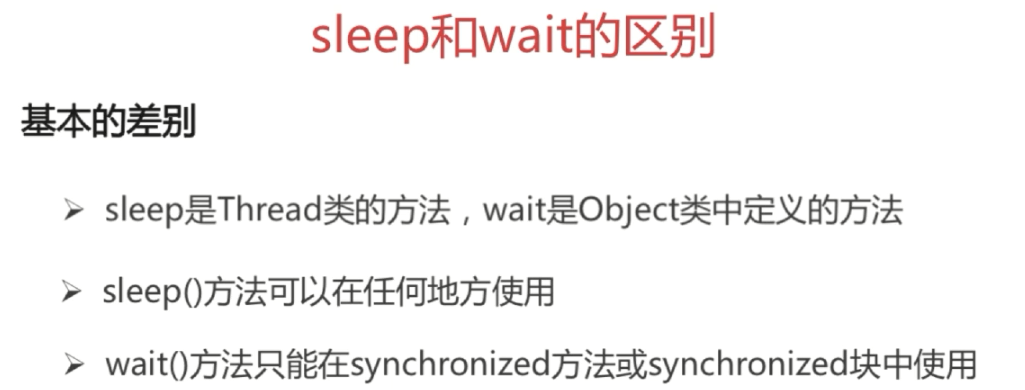 sleep和wait的区别
基本的差别
➢ sleep是Thread类的方法，wait是Object类中定义的方法
➢ sleep()方法可以在任何地方使用
➢ wait()方法只能在synchronized方法或synchronized块中使用